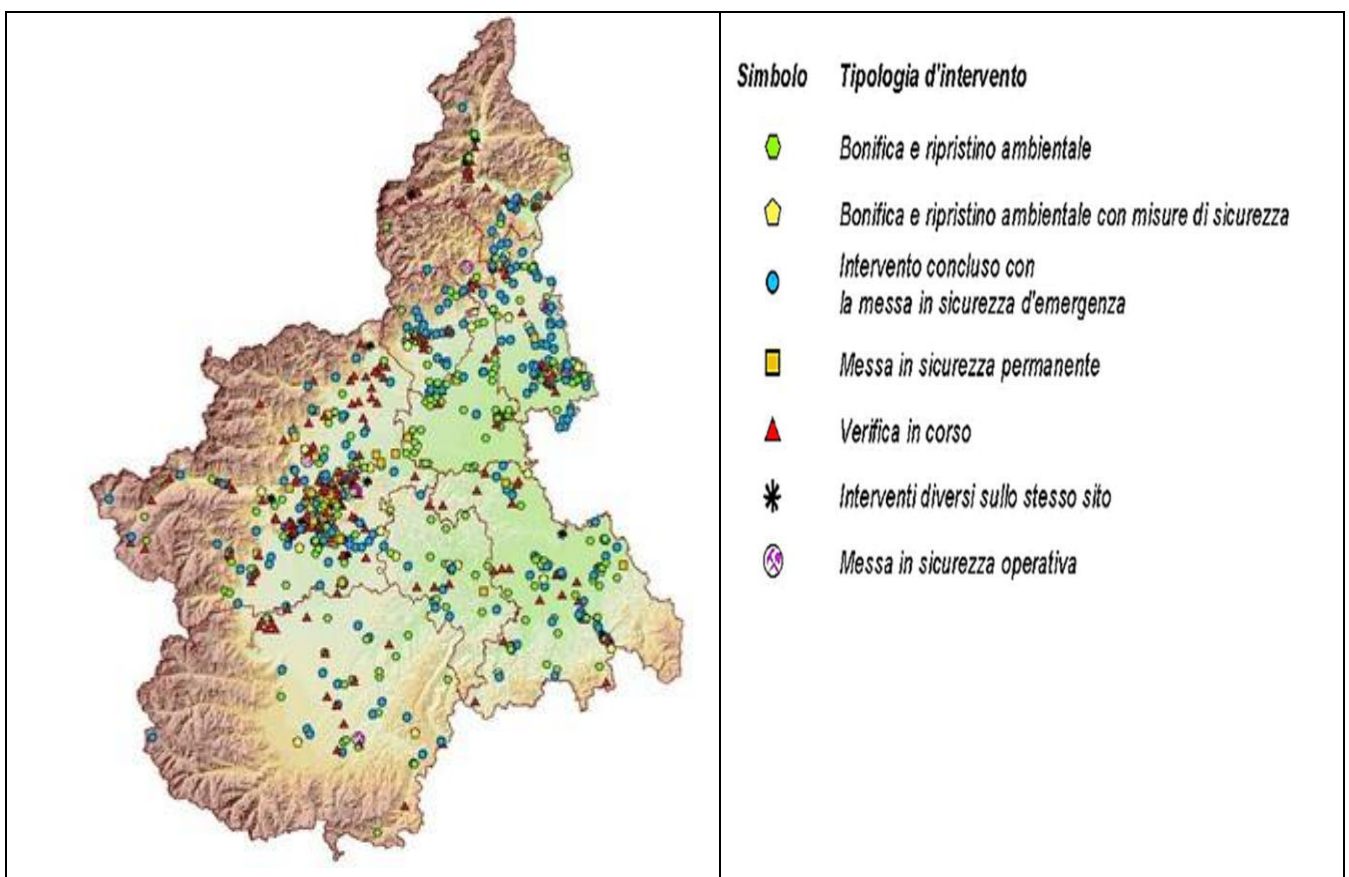 Simbolo Tipologia d'intervento
Bonifica e ripristino ambientale
Bonifica e ripristino ambientale con misure di sicurezza
Intervento concluso con
la messa in sicurezza d'emergenza
Messa in sicurezza permanente
Verifica in corso
Interventi diversi sullo stesso sito
Messa in sicurezza operativa